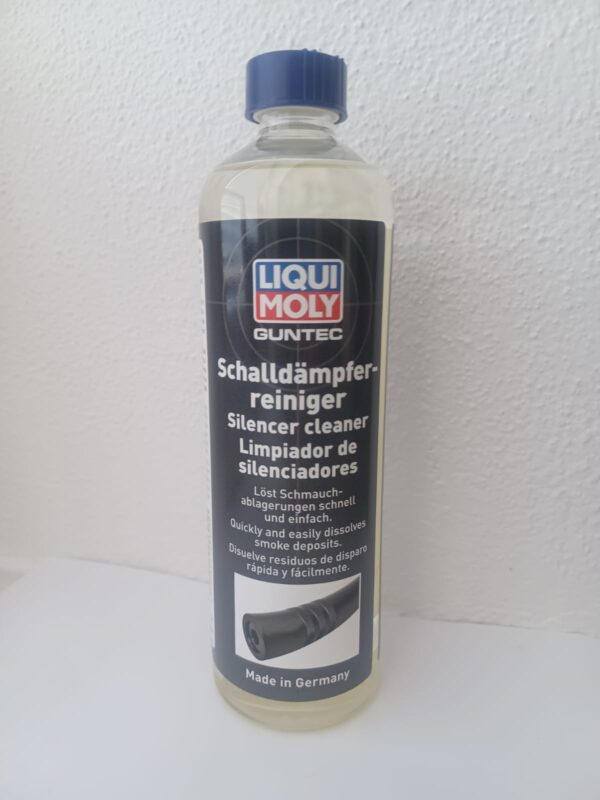 LIQUI
MOLY
GUNTEC
Schalldämpfer-
reiniger
Silencer cleaner
Limpiador de
silenciadores
Löst Schmauch-
ablagerungen schnell
und einfach.
Quickly and easily dissolves
smoke deposits.
Disuelve residuos de disparo
rápida y fácilmente.
Made in Germany